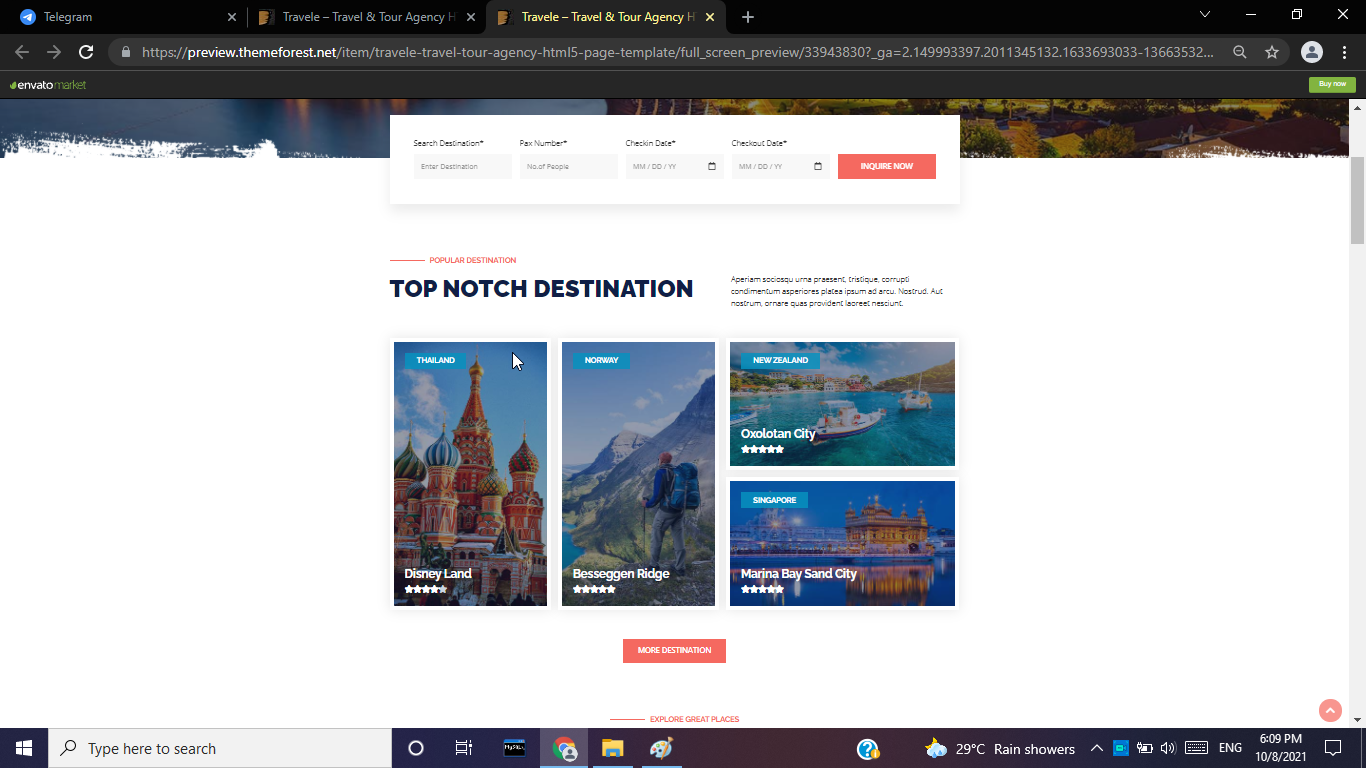 Telegram
Travele – Travel & Tour Agency H
Travele – Travel & Tour Agency H
https://preview.themeforest.net/item/travele-travel-tour-agency-html5-page-template/full_screen_preview/33943830?_ga=2.149993397.2011345132.1633693033-13663532...
envato market
Buy now
Search Destination*
Pax Number*
Checkin Date*
Checkout Date*
Enter Destination
No.of People
MM / DD / YY
MM / DD / YY
INQUIRE NOW
POPULAR DESTINATION
TOP NOTCH DESTINATION
Aperiam sociosqu urna praesent, tristique, corrupti
condimentum asperiores platea ipsum ad arcu. Nostrud. Aut
nostrum, ornare quas provident laoreet nesciunt.
THAILAND
Disney Land
NORWAY
Besseggen Ridge
NEW ZEALAND
Oxolotan City
SINGAPORE
Marina Bay Sand City
MORE DESTINATION
EXPLORE GREAT PLACES
Type here to search
29°C Rain showers
ENG
6:09 PM
10/8/2021